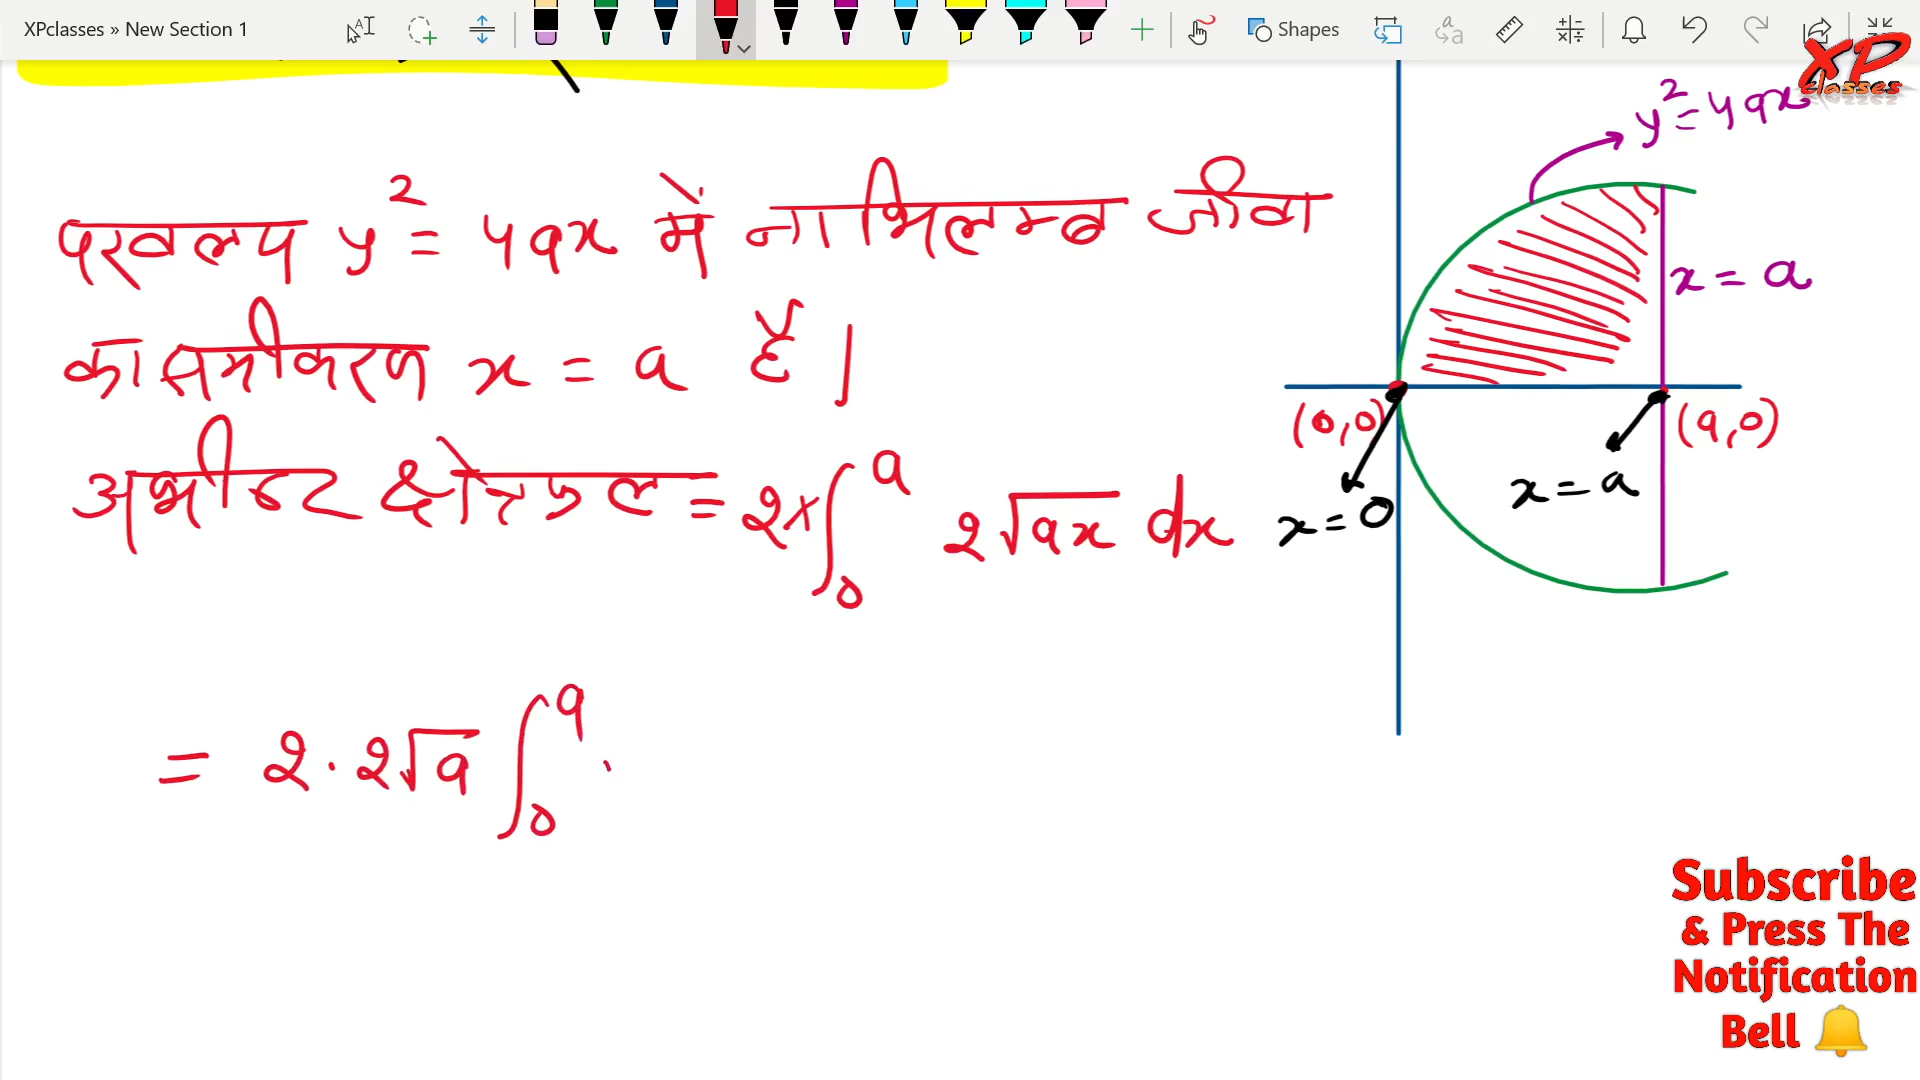 XPclasses » New Section 1
Shapes
XP
classes
y² = 4ax
परवलय y² = 4ax में नाभिलम्ब जीवा
x = a
का समीकरण x = a है |
(0,0)
(a,0)
अभीष्ट क्षेत्रफल = 2 × ∫₀ᵃ 2√ax dx
x = 0
x = a
= 2 · 2√a ∫₀ᵃ
Subscribe
& Press The
Notification
Bell